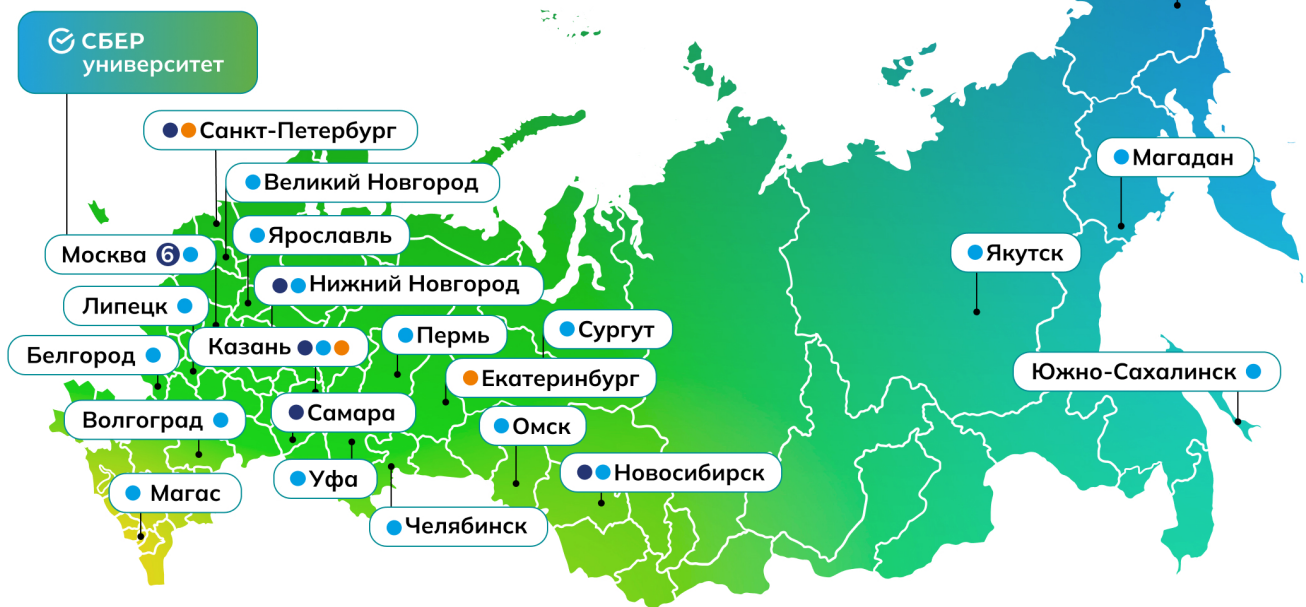 СБЕР
университет
Санкт-Петербург
Великий Новгород
Магадан
Ярославль
Москва 6
Якутск
Нижний Новгород
Липецк
Сургут
Пермь
Казань
Белгород
Южно-Сахалинск
Екатеринбург
Самара
Волгоград
Омск
Новосибирск
Уфа
Магас
Челябинск